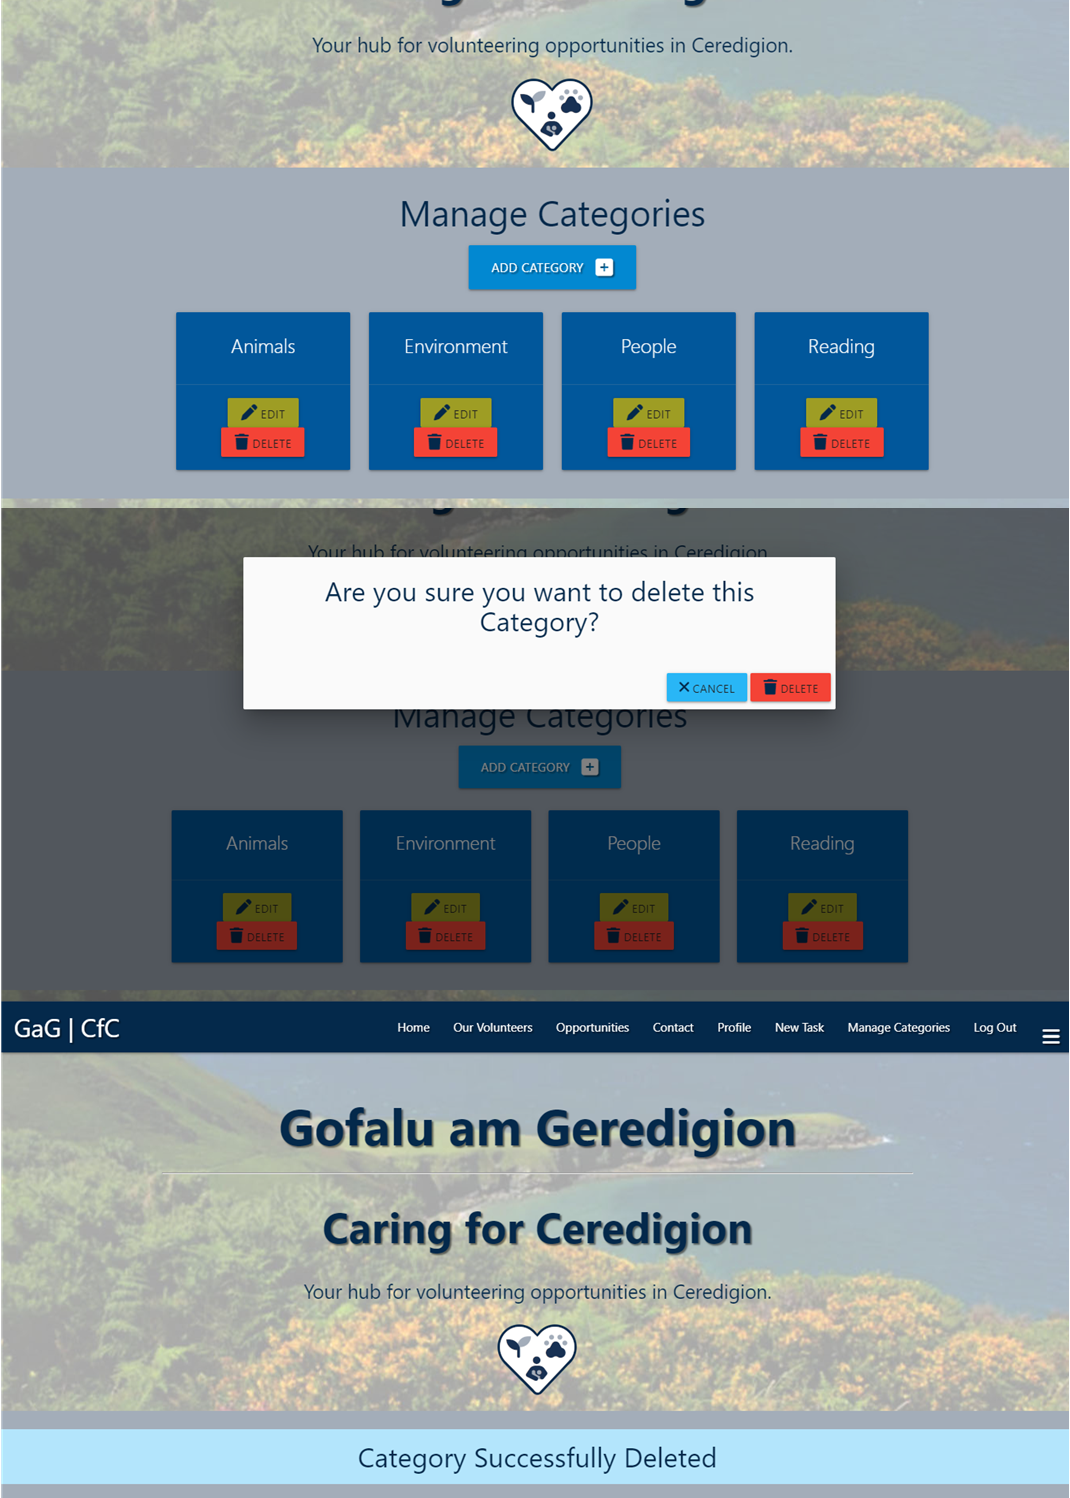 Your hub for volunteering opportunities in Ceredigion.
Manage Categories
ADD CATEGORY
Animals Environment People Reading
EDIT EDIT EDIT EDIT
DELETE DELETE DELETE DELETE
Your hub for volunteering opportunities in Ceredigion
Are you sure you want to delete this
Category?
CANCEL DELETE
Manage Categories
ADD CATEGORY
Animals Environment People Reading
EDIT EDIT EDIT EDIT
DELETE DELETE DELETE DELETE
GaG | CfC Home Our Volunteers Opportunities Contact Profile New Task Manage Categories Log Out
Gofalu am Geredigion
Caring for Ceredigion
Your hub for volunteering opportunities in Ceredigion.
Category Successfully Deleted